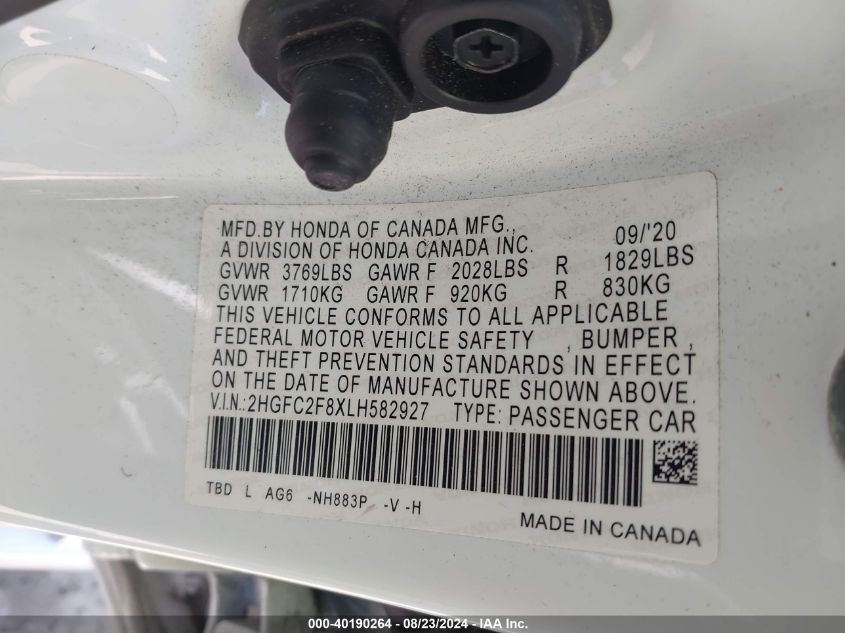 MFD.BY HONDA OF CANADA MFG., 09/'20
A DIVISION OF HONDA CANADA INC.
GVWR 3769LBS GAWR F 2028LBS R 1829LBS
GVWR 1710KG GAWR F 920KG R 830KG
THIS VEHICLE CONFORMS TO ALL APPLICABLE
FEDERAL MOTOR VEHICLE SAFETY , BUMPER ,
AND THEFT PREVENTION STANDARDS IN EFFECT
ON THE DATE OF MANUFACTURE SHOWN ABOVE.
V.I.N.:2HGFC2F8XLH582927 TYPE: PASSENGER CAR
TBD L AG6 -NH883P -V -H
MADE IN CANADA
000-40190264 - 08/23/2024 - IAA Inc.